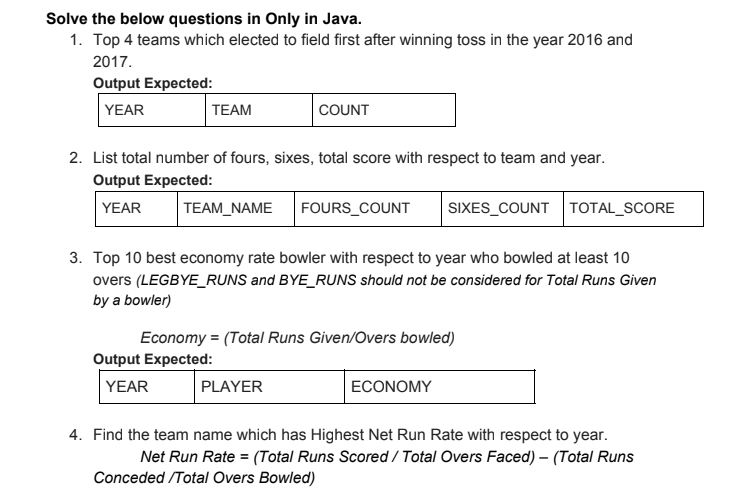 Solve the below questions in Only in Java.
1. Top 4 teams which elected to field first after winning toss in the year 2016 and
2017.
Output Expected:
YEAR TEAM COUNT
2. List total number of fours, sixes, total score with respect to team and year.
Output Expected:
YEAR TEAM_NAME FOURS_COUNT SIXES_COUNT TOTAL_SCORE
3. Top 10 best economy rate bowler with respect to year who bowled at least 10
overs (LEGBYE_RUNS and BYE_RUNS should not be considered for Total Runs Given
by a bowler)
Economy = (Total Runs Given/Overs bowled)
Output Expected:
YEAR PLAYER ECONOMY
4. Find the team name which has Highest Net Run Rate with respect to year.
Net Run Rate = (Total Runs Scored / Total Overs Faced) – (Total Runs
Conceded /Total Overs Bowled)